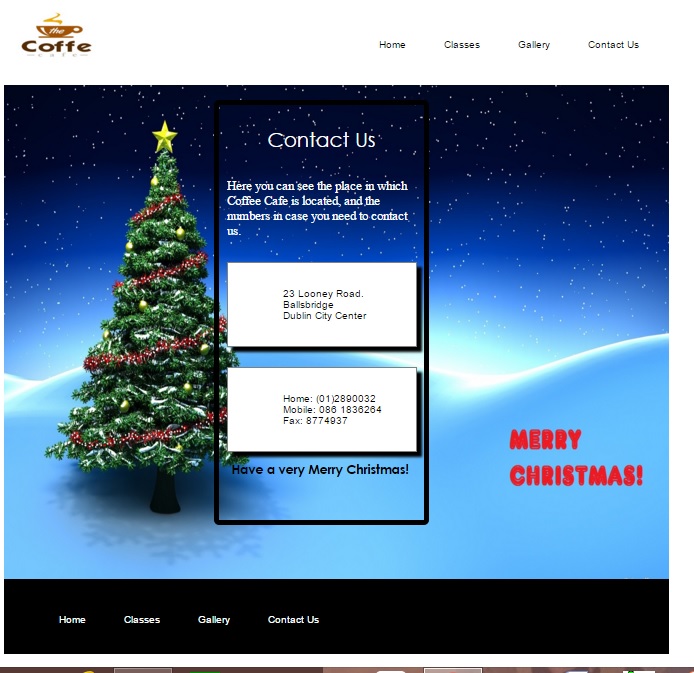 the
Coffe
cafe
Home Classes Gallery Contact Us
Contact Us
Here you can see the place in which
Coffee Cafe is located, and the
numbers in case you need to contact
us.
23 Looney Road.
Ballsbridge
Dublin City Center
Home: (01)2890032
Mobile: 086 1836264
Fax: 8774937
Have a very Merry Christmas!
MERRY
CHRISTMAS!
Home Classes Gallery Contact Us